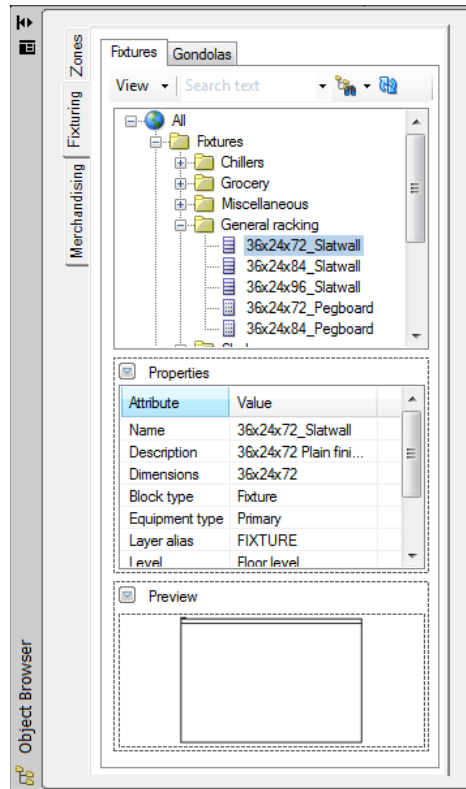 Zones
Fixturing
Merchandising
Object Browser
Fixtures Gondolas
View Search text
All
Fixtures
Chillers
Grocery
Miscellaneous
General racking
36x24x72_Slatwall
36x24x84_Slatwall
36x24x96_Slatwall
36x24x72_Pegboard
36x24x84_Pegboard
Properties
Attribute Value
Name 36x24x72_Slatwall
Description 36x24x72 Plain fini...
Dimensions 36x24x72
Block type Fixture
Equipment type Primary
Layer alias FIXTURE
Level Floor level
Preview